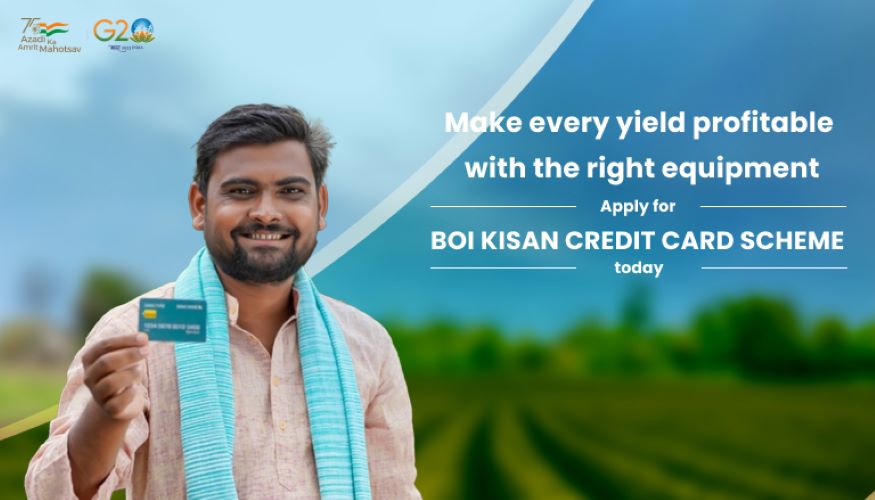 75
Azadi Ka
Amrit Mahotsav
G20
Make every yield profitable
with the right equipment
Apply for
BOI KISAN CREDIT CARD SCHEME
today